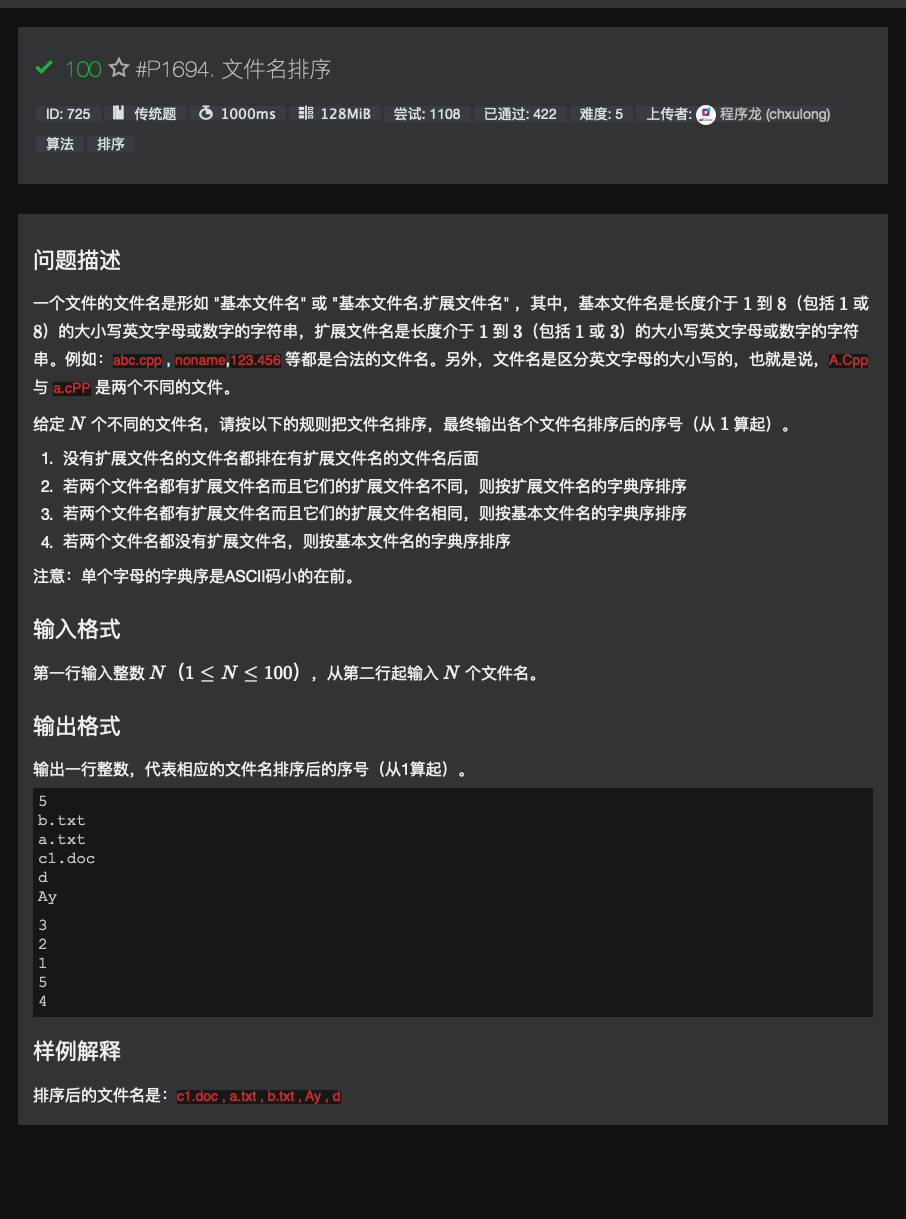 100 #P1694. 文件名排序
ID: 725 传统题 1000ms 128MiB 尝试: 1108 已通过: 422 难度: 5 上传者: 程序龙 (chxulong)
算法 排序
问题描述
一个文件的文件名是形如 "基本文件名" 或 "基本文件名.扩展文件名" ，其中，基本文件名是长度介于 1 到 8（包括 1 或
8）的大小写英文字母或数字的字符串，扩展文件名是长度介于 1 到 3（包括 1 或 3）的大小写英文字母或数字的字符
串。例如：abc.cpp , noname,123.456 等都是合法的文件名。另外，文件名是区分英文字母的大小写的，也就是说，A.Cpp
与 a.cPP 是两个不同的文件。
给定 N 个不同的文件名，请按以下的规则把文件名排序，最终输出各个文件名排序后的序号（从 1 算起）。
1. 没有扩展文件名的文件名都排在有扩展文件名的文件名后面
2. 若两个文件名都有扩展文件名而且它们的扩展文件名不同，则按扩展文件名的字典序排序
3. 若两个文件名都有扩展文件名而且它们的扩展文件名相同，则按基本文件名的字典序排序
4. 若两个文件名都没有扩展文件名，则按基本文件名的字典序排序
注意：单个字母的字典序是ASCII码小的在前。
输入格式
第一行输入整数 N（1 ≤ N ≤ 100），从第二行起输入 N 个文件名。
输出格式
输出一行整数，代表相应的文件名排序后的序号（从1算起）。
5
b.txt
a.txt
c1.doc
d
Ay
3
2
1
5
4
样例解释
排序后的文件名是：c1.doc , a.txt , b.txt , Ay , d